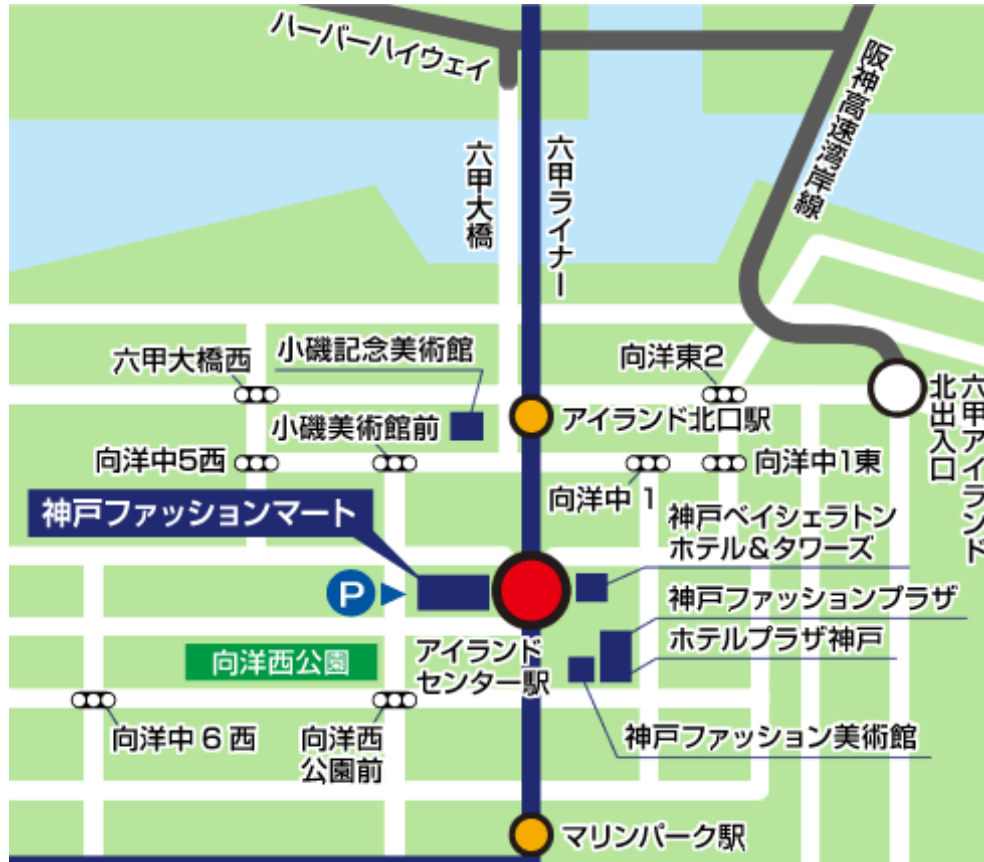 ハーバーハイウェイ
阪神高速湾岸線
六甲大橋
六甲ライナー
小磯記念美術館
六甲大橋西
向洋東2
小磯美術館前
アイランド北口駅
六甲アイランド
北出入口
向洋中5西
向洋中1東
向洋中 1
神戸ファッションマート
神戸ベイシェラトン
ホテル&タワーズ
P
神戸ファッションプラザ
ホテルプラザ神戸
向洋西公園
アイランド
センター駅
向洋中 6 西
向洋西
公園前
神戸ファッション美術館
マリンパーク駅